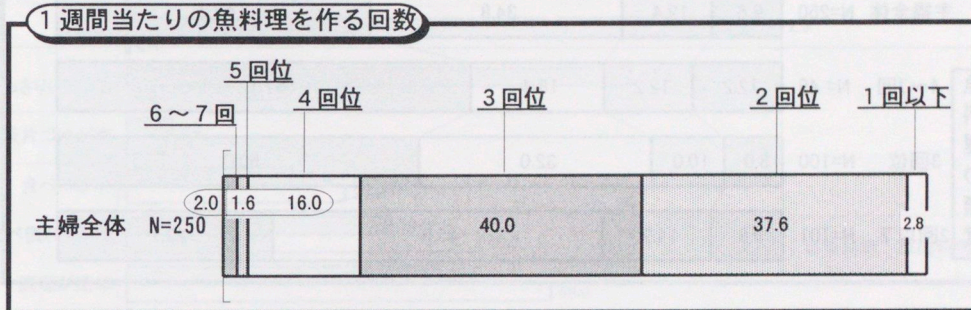 1週間当たりの魚料理を作る回数
5回位
4回位
3回位
2回位
1回以下
6～7回
2.0
1.6
16.0
40.0
37.6
2.8
主婦全体 N=250